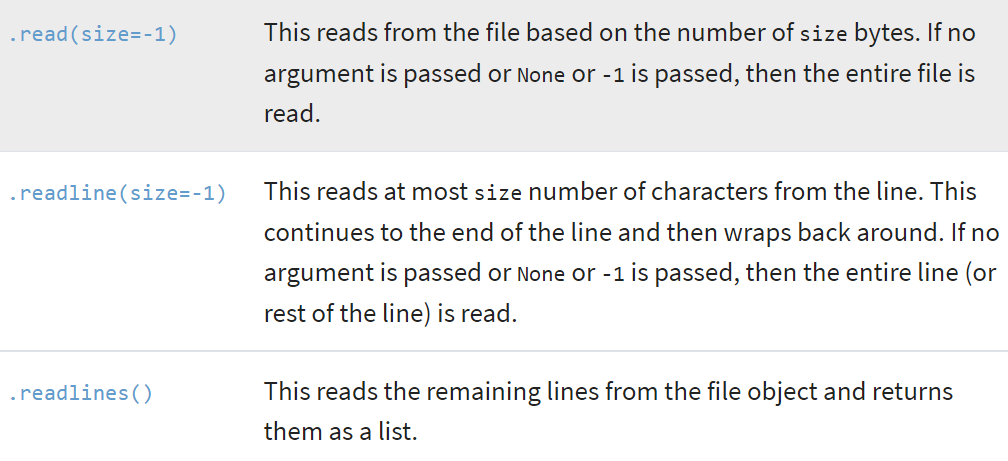 .read(size=-1) This reads from the file based on the number of size bytes. If no
argument is passed or None or -1 is passed, then the entire file is
read.
.readline(size=-1) This reads at most size number of characters from the line. This
continues to the end of the line and then wraps back around. If no
argument is passed or None or -1 is passed, then the entire line (or
rest of the line) is read.
.readlines() This reads the remaining lines from the file object and returns
them as a list.